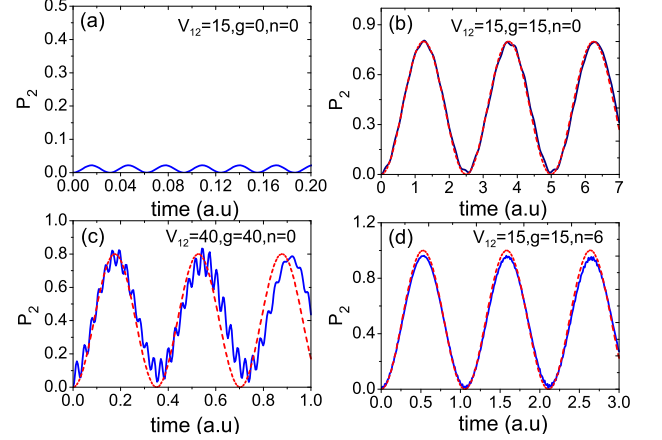 (a)
V12=15,g=0,n=0
P2
0.5
0.4
0.3
0.2
0.1
0.0
0.00 0.04 0.08 0.12 0.16 0.20
time (a.u)
(b)
V12=15,g=15,n=0
P2
0.9
0.6
0.3
0.0
0 1 2 3 4 5 6 7
time (a.u)
(c)
V12=40,g=40,n=0
P2
1.0
0.8
0.6
0.4
0.2
0.0
0.0 0.2 0.4 0.6 0.8 1.0
time (a.u)
(d)
V12=15,g=15,n=6
P2
1.2
0.9
0.6
0.3
0.0
0.0 0.5 1.0 1.5 2.0 2.5 3.0
time (a.u)